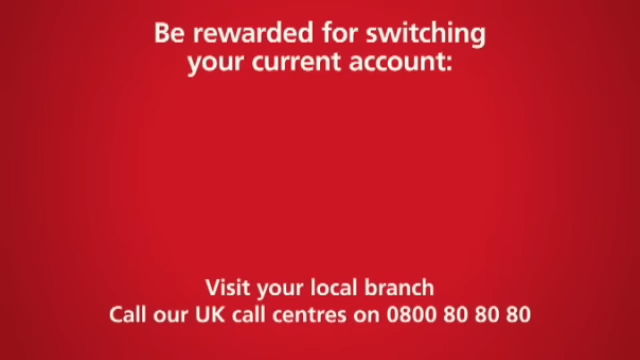 Be rewarded for switching
your current account:
Visit your local branch
Call our UK call centres on 0800 80 80 80